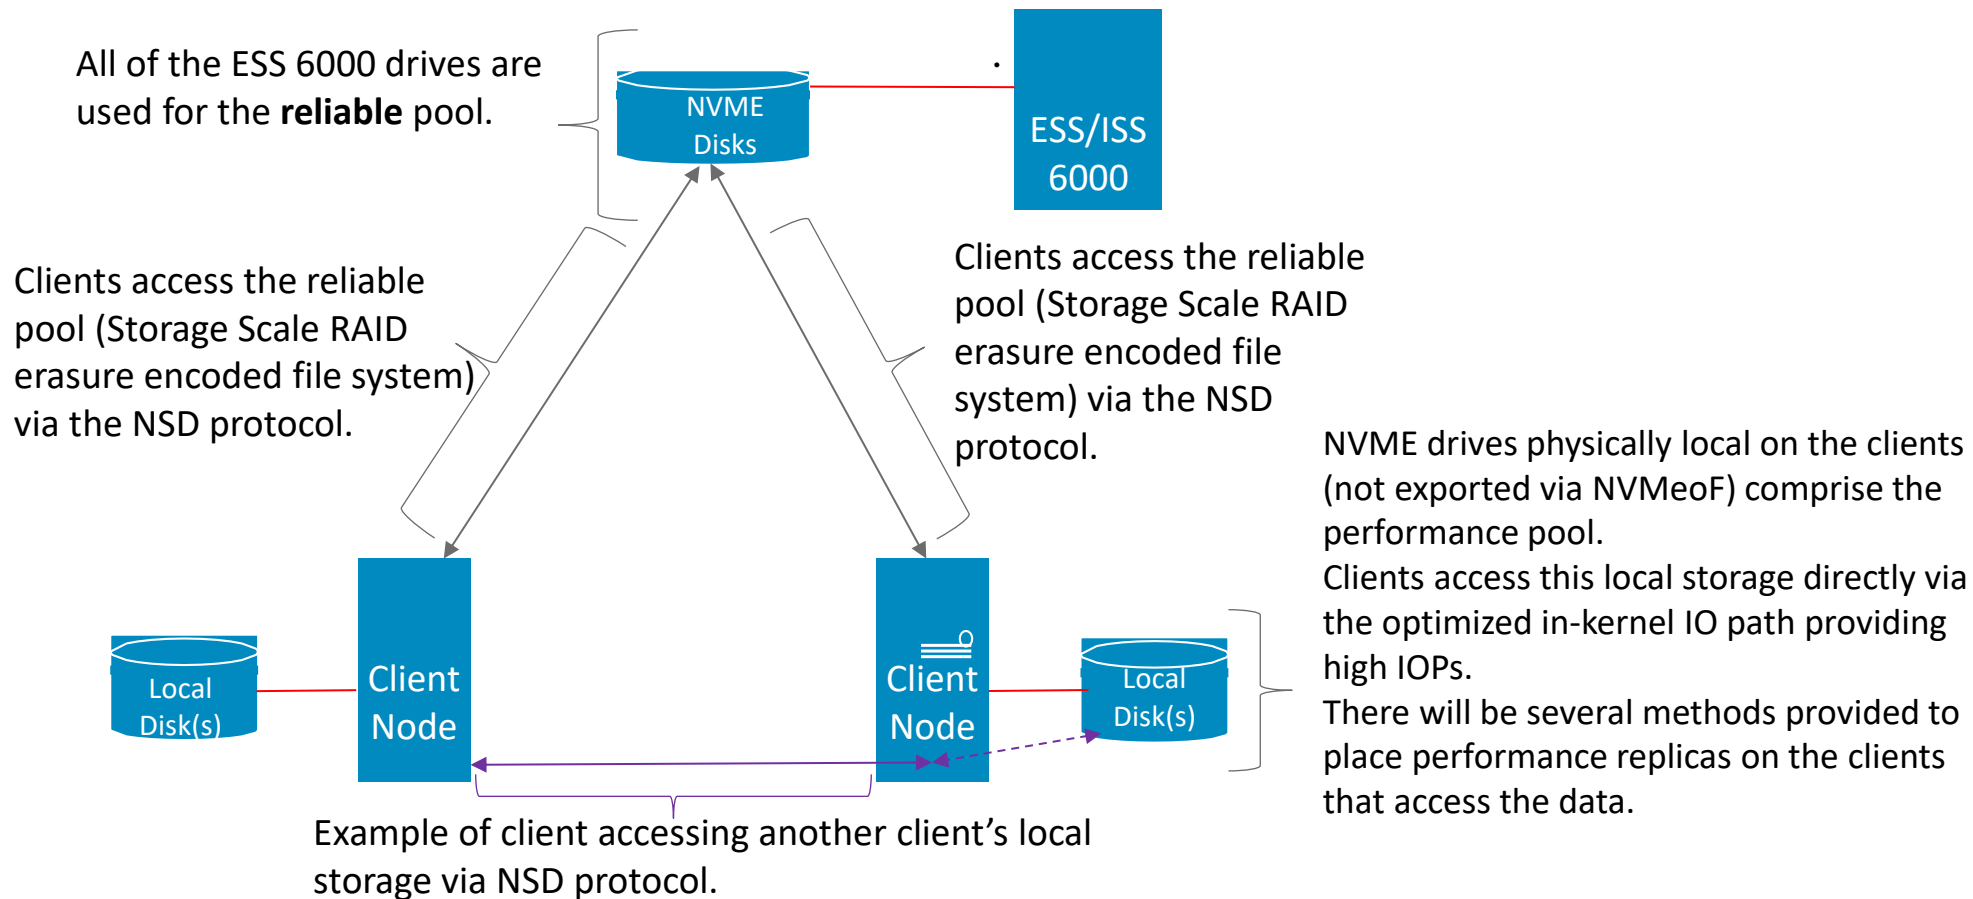 All of the ESS 6000 drives are
used for the reliable pool.
NVME
Disks
.
ESS/ISS
6000
Clients access the reliable
pool (Storage Scale RAID
erasure encoded file system)
via the NSD protocol.
Clients access the reliable
pool (Storage Scale RAID
erasure encoded file
system) via the NSD
protocol.
NVME drives physically local on the clients
(not exported via NVMeoF) comprise the
performance pool.
Clients access this local storage directly via
the optimized in-kernel IO path providing
high IOPs.
There will be several methods provided to
place performance replicas on the clients
that access the data.
Local
Disk(s)
Client
Node
Client
Node
Local
Disk(s)
Example of client accessing another client’s local
storage via NSD protocol.